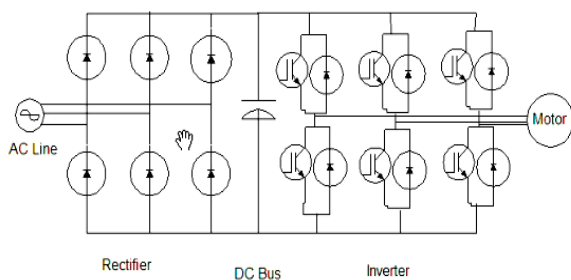 AC Line
Motor
Rectifier
DC Bus
Inverter